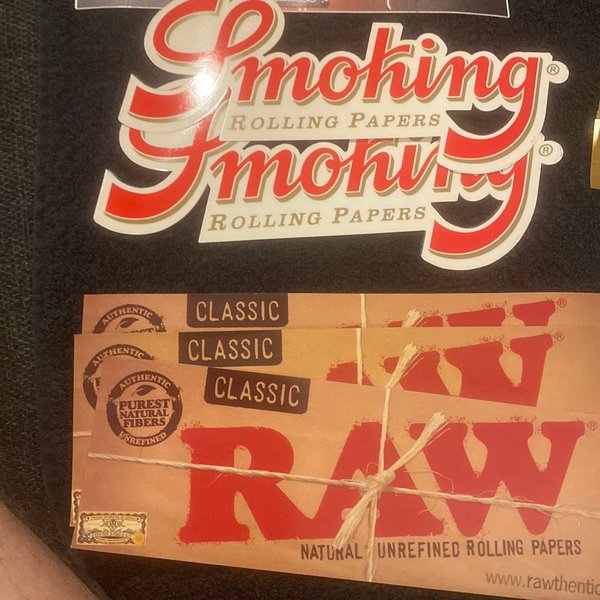 Smoking®
ROLLING PAPERS
Smoking®
ROLLING PAPERS
CLASSIC
AUTHENTIC
CLASSIC
AUTHENTIC
CLASSIC
AUTHENTIC
PUREST
NATURAL
FIBERS
UNREFINED
RAW®
NATURAL UNREFINED ROLLING PAPERS
www.rawthentic